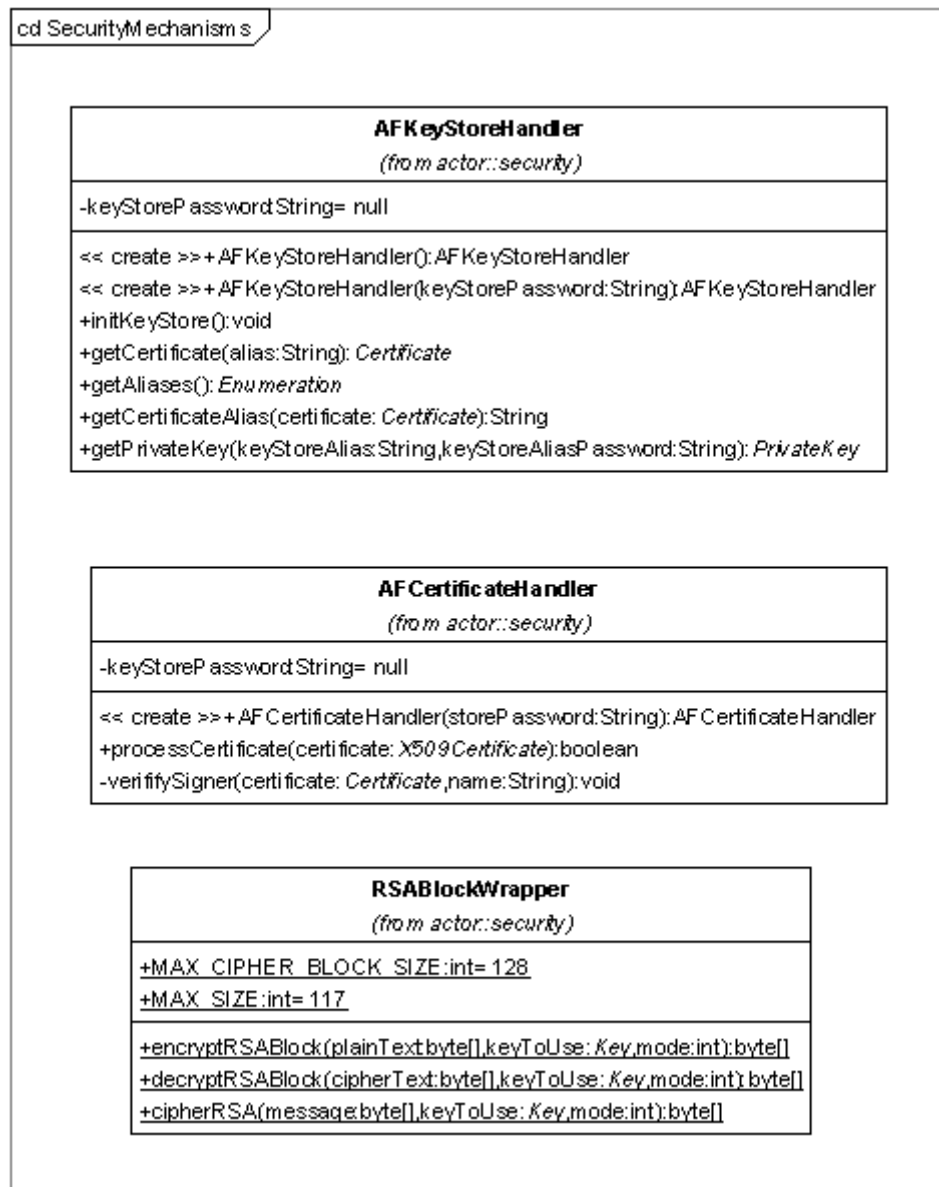 cd SecurityMechanisms
AFKeyStoreHandler
(from actor::security)
-keyStorePassword:String= null
<< create >>+AFKeyStoreHandler():AFKeyStoreHandler
<< create >>+AFKeyStoreHandler(keyStorePassword:String):AFKeyStoreHandler
+initKeyStore():void
+getCertificate(alias:String): Certificate
+getAliases(): Enumeration
+getCertificateAlias(certificate: Certificate):String
+getPrivateKey(keyStoreAlias:String,keyStoreAliasPassword:String): PrivateKey
AFCertificateHandler
(from actor::security)
-keyStorePassword:String= null
<< create >>+AFCertificateHandler(storePassword:String):AFCertificateHandler
+processCertificate(certificate: X509Certificate):boolean
-verififySigner(certificate: Certificate,name:String):void
RSABlockWrapper
(from actor::security)
+MAX_CIPHER_BLOCK_SIZE:int= 128
+MAX_SIZE:int= 117
+encryptRSABlock(plainText:byte[],keyToUse: Key,mode:int):byte[]
+decryptRSABlock(cipherText:byte[],keyToUse: Key,mode:int):byte[]
+cipherRSA(message:byte[],keyToUse: Key,mode:int):byte[]